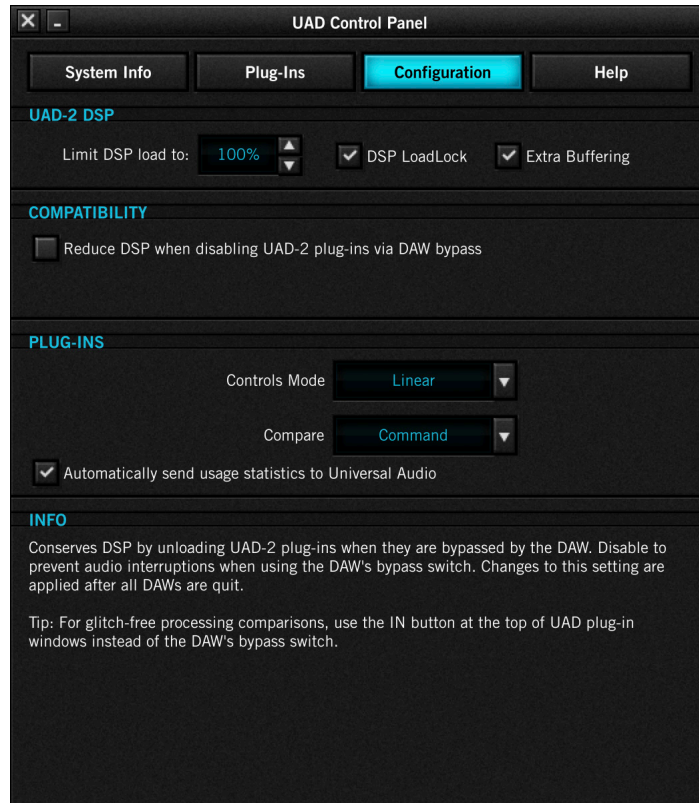 UAD Control Panel
System Info
Plug-Ins
Configuration
Help
UAD-2 DSP
Limit DSP load to: 100% DSP LoadLock Extra Buffering
COMPATIBILITY
Reduce DSP when disabling UAD-2 plug-ins via DAW bypass
PLUG-INS
Controls Mode Linear
Compare Command
Automatically send usage statistics to Universal Audio
INFO
Conserves DSP by unloading UAD-2 plug-ins when they are bypassed by the DAW. Disable to
prevent audio interruptions when using the DAW's bypass switch. Changes to this setting are
applied after all DAWs are quit.
Tip: For glitch-free processing comparisons, use the IN button at the top of UAD plug-in
windows instead of the DAW's bypass switch.